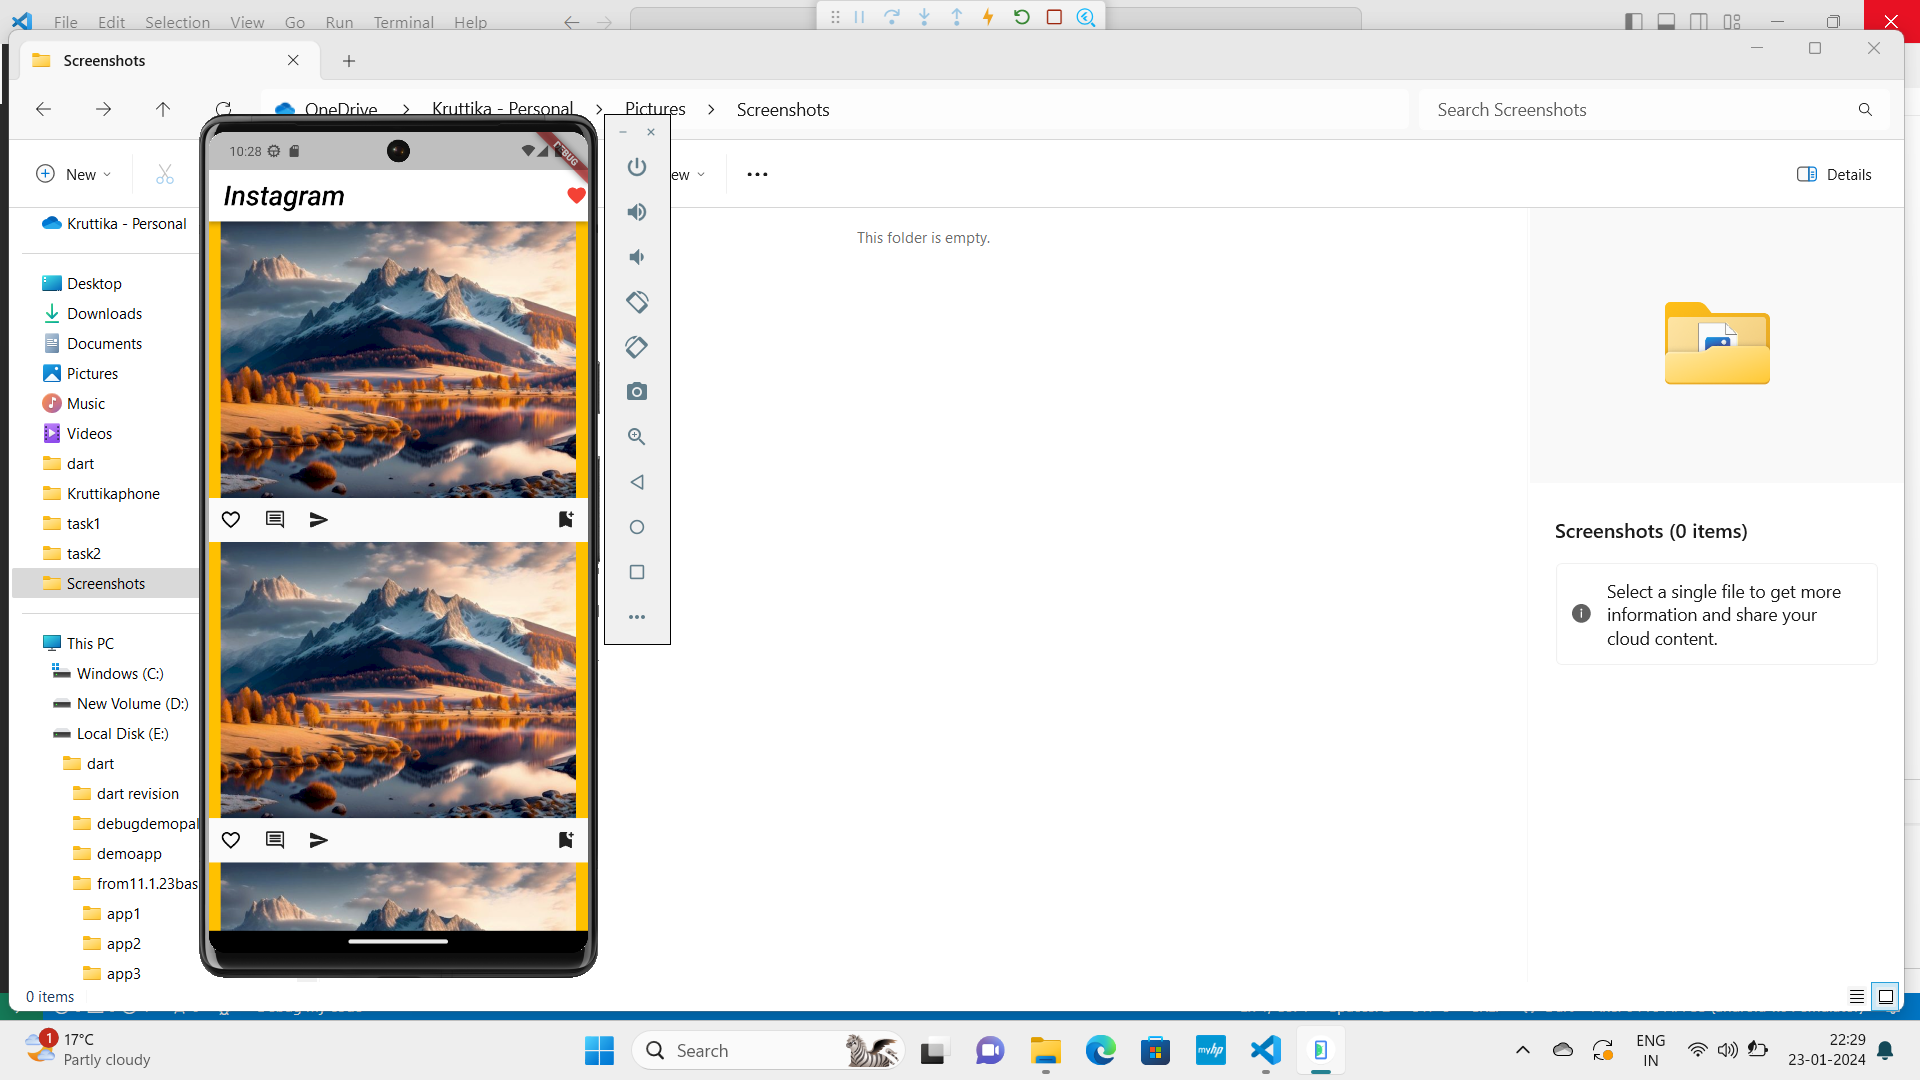 File Edit Selection View Go Run Terminal Help
Screenshots
OneDrive > Kruttika - Personal > Pictures > Screenshots
Search Screenshots
New
ew
Details
Kruttika - Personal
Desktop
Downloads
Documents
Pictures
Music
Videos
dart
Kruttikaphone
task1
task2
Screenshots
This PC
Windows (C:)
New Volume (D:)
Local Disk (E:)
dart
dart revision
debugdemopal
demoapp
from11.1.23bas
app1
app2
app3
0 items
10:28
DEBUG
Instagram
This folder is empty.
Screenshots (0 items)
Select a single file to get more
information and share your
cloud content.
1
17°C
Partly cloudy
Search
myhp
ENG
IN
22:29
23-01-2024